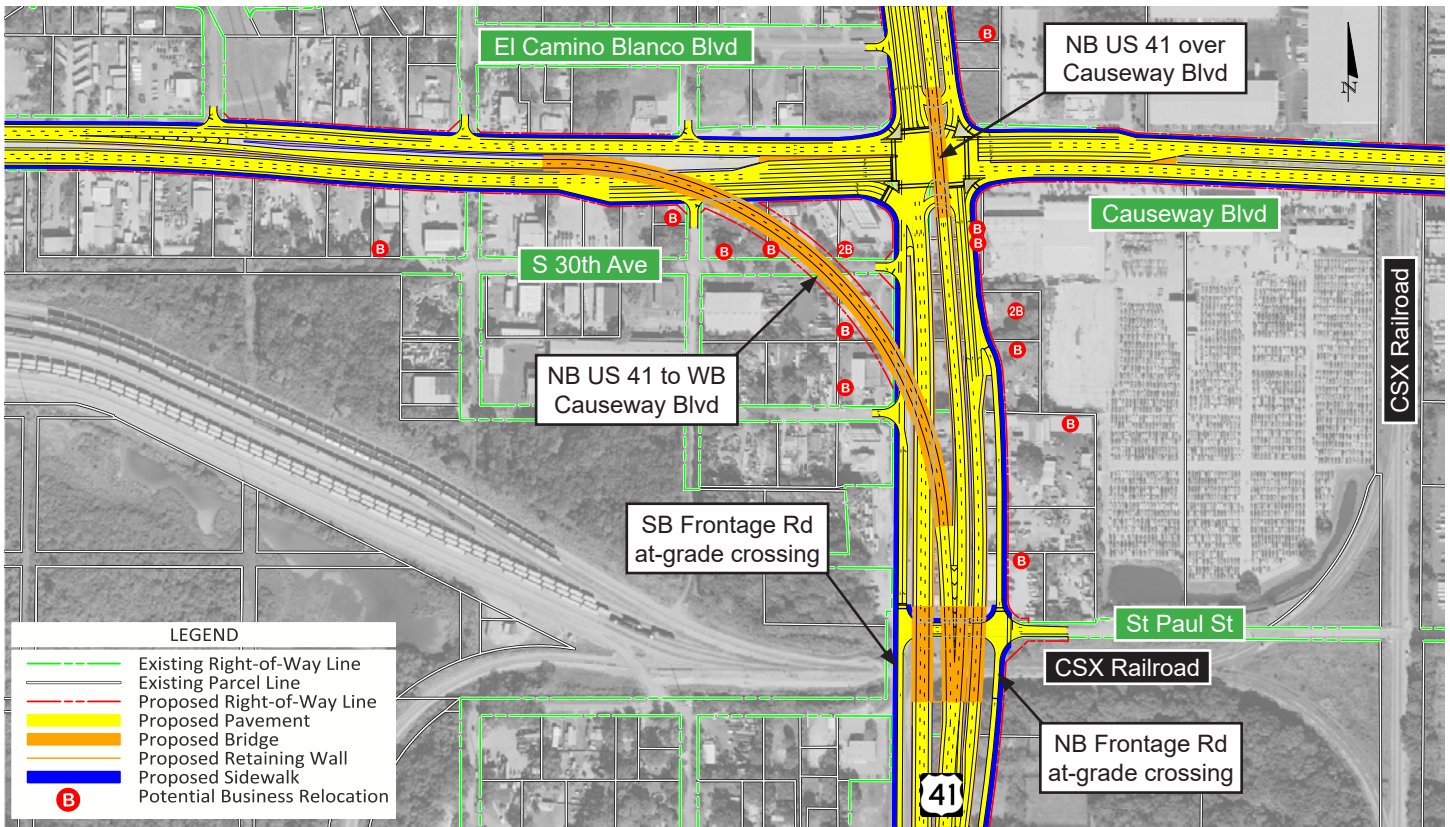 El Camino Blanco Blvd
NB US 41 over
Causeway Blvd
N
B
Causeway Blvd
S 30th Ave
B
B
B
B
2B
B
B
2B
B
B
B
B
B
CSX Railroad
NB US 41 to WB
Causeway Blvd
SB Frontage Rd
at-grade crossing
St Paul St
CSX Railroad
NB Frontage Rd
at-grade crossing
41
LEGEND
Existing Right-of-Way Line
Existing Parcel Line
Proposed Right-of-Way Line
Proposed Pavement
Proposed Bridge
Proposed Retaining Wall
Proposed Sidewalk
B Potential Business Relocation